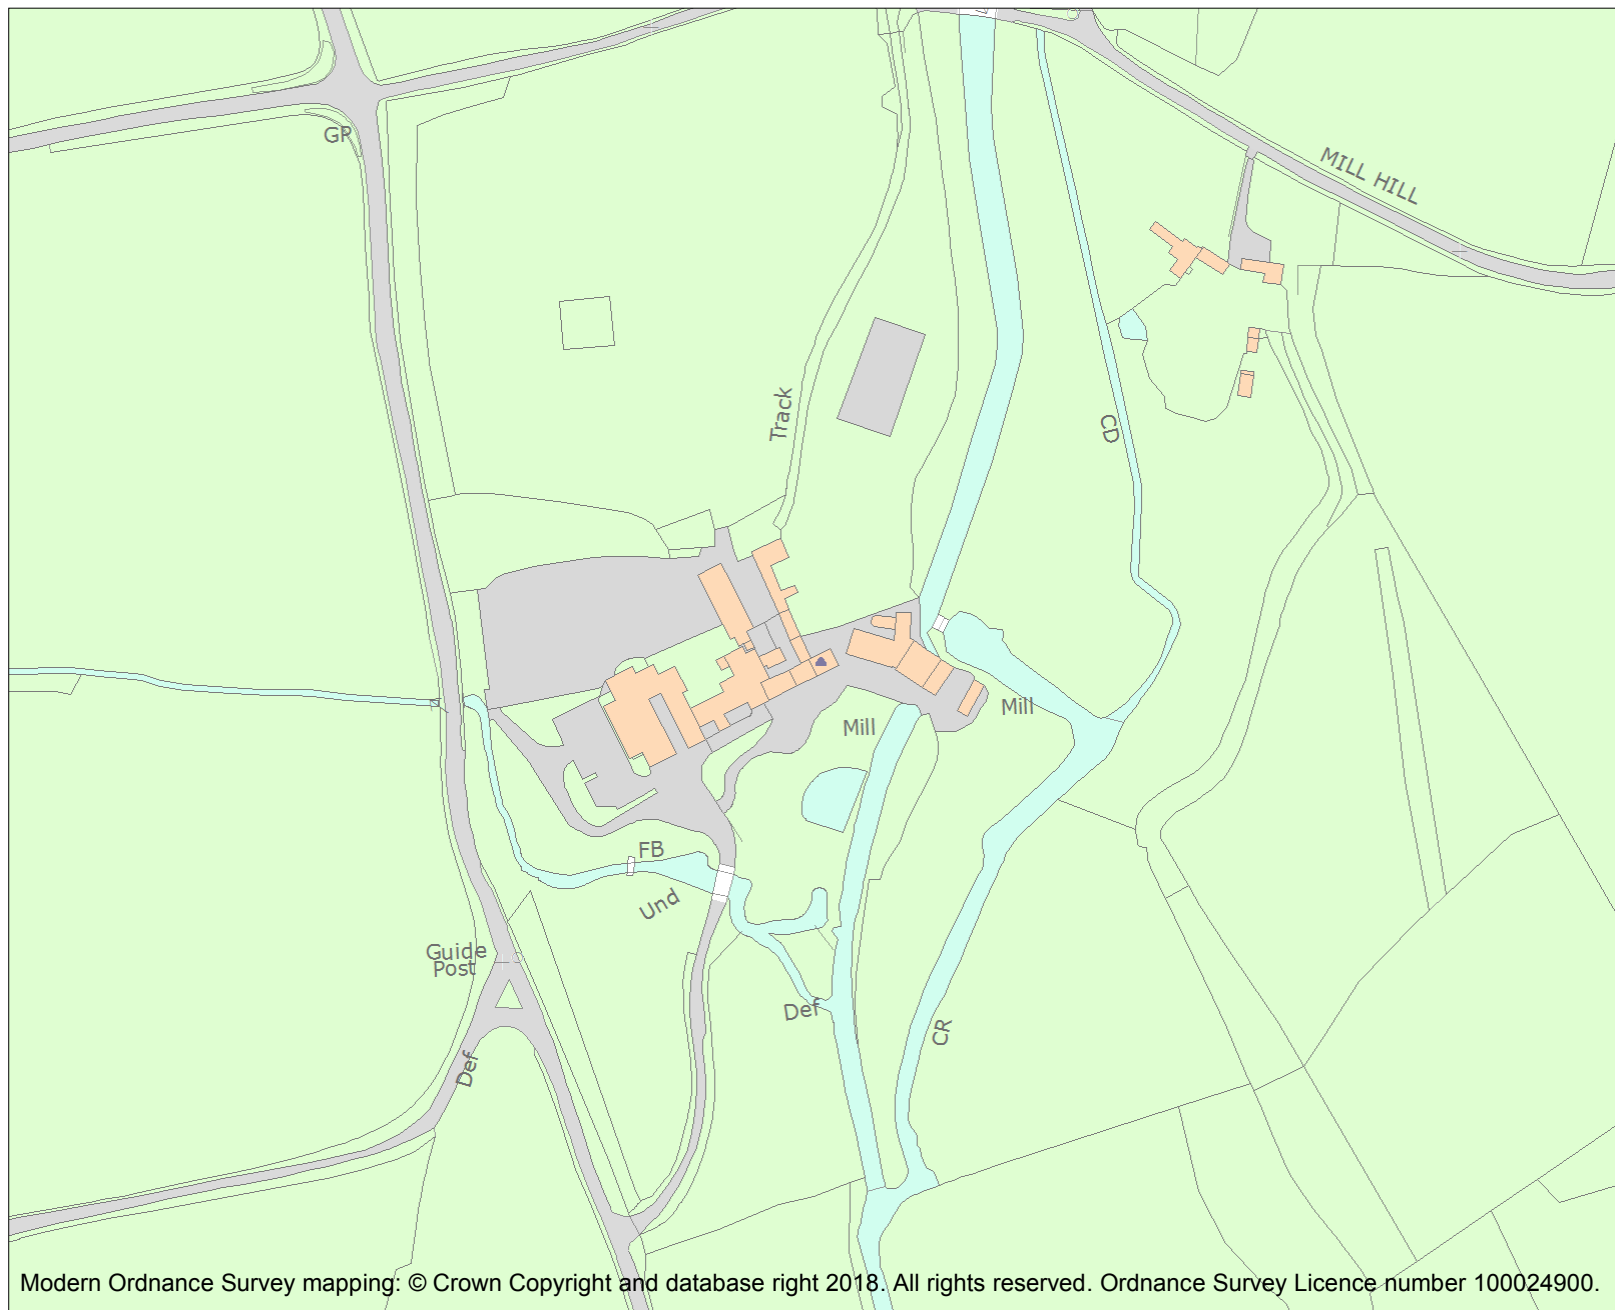 GP
MILL HILL
Track
CD
Mill
Mill
FB
Und
Guide
Post
Def
CR
Def
Modern Ordnance Survey mapping: © Crown Copyright and database right 2018. All rights reserved. Ordnance Survey Licence number 100024900.